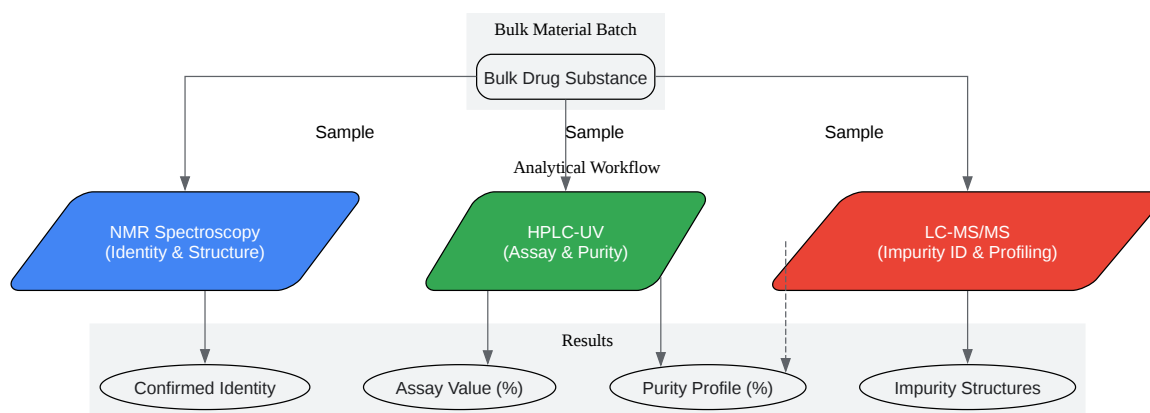 Bulk Material Batch
Bulk Drug Substance
Sample
Sample
Sample
Analytical Workflow
NMR Spectroscopy
(Identity & Structure)
HPLC-UV
(Assay & Purity)
LC-MS/MS
(Impurity ID & Profiling)
Results
Confirmed Identity
Assay Value (%)
Purity Profile (%)
Impurity Structures